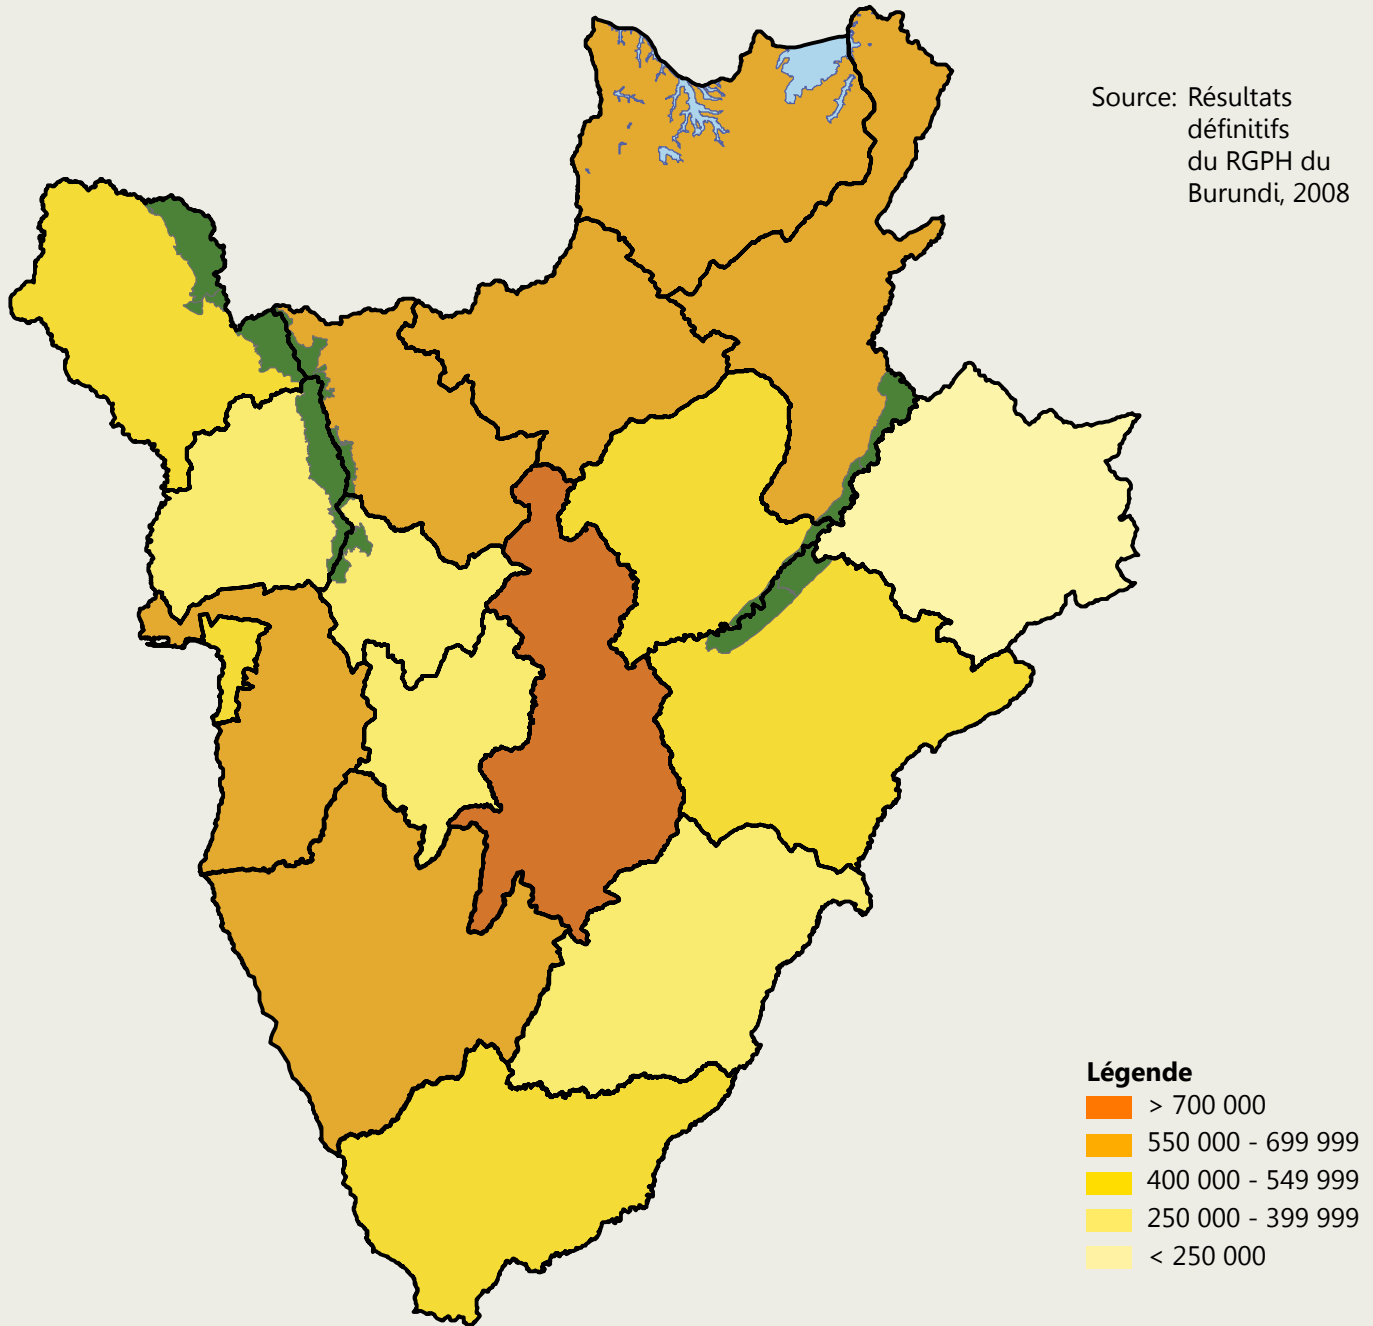 Source: Résultats
définitifs
du RGPH du
Burundi, 2008
Légende
> 700 000
550 000 - 699 999
400 000 - 549 999
250 000 - 399 999
< 250 000